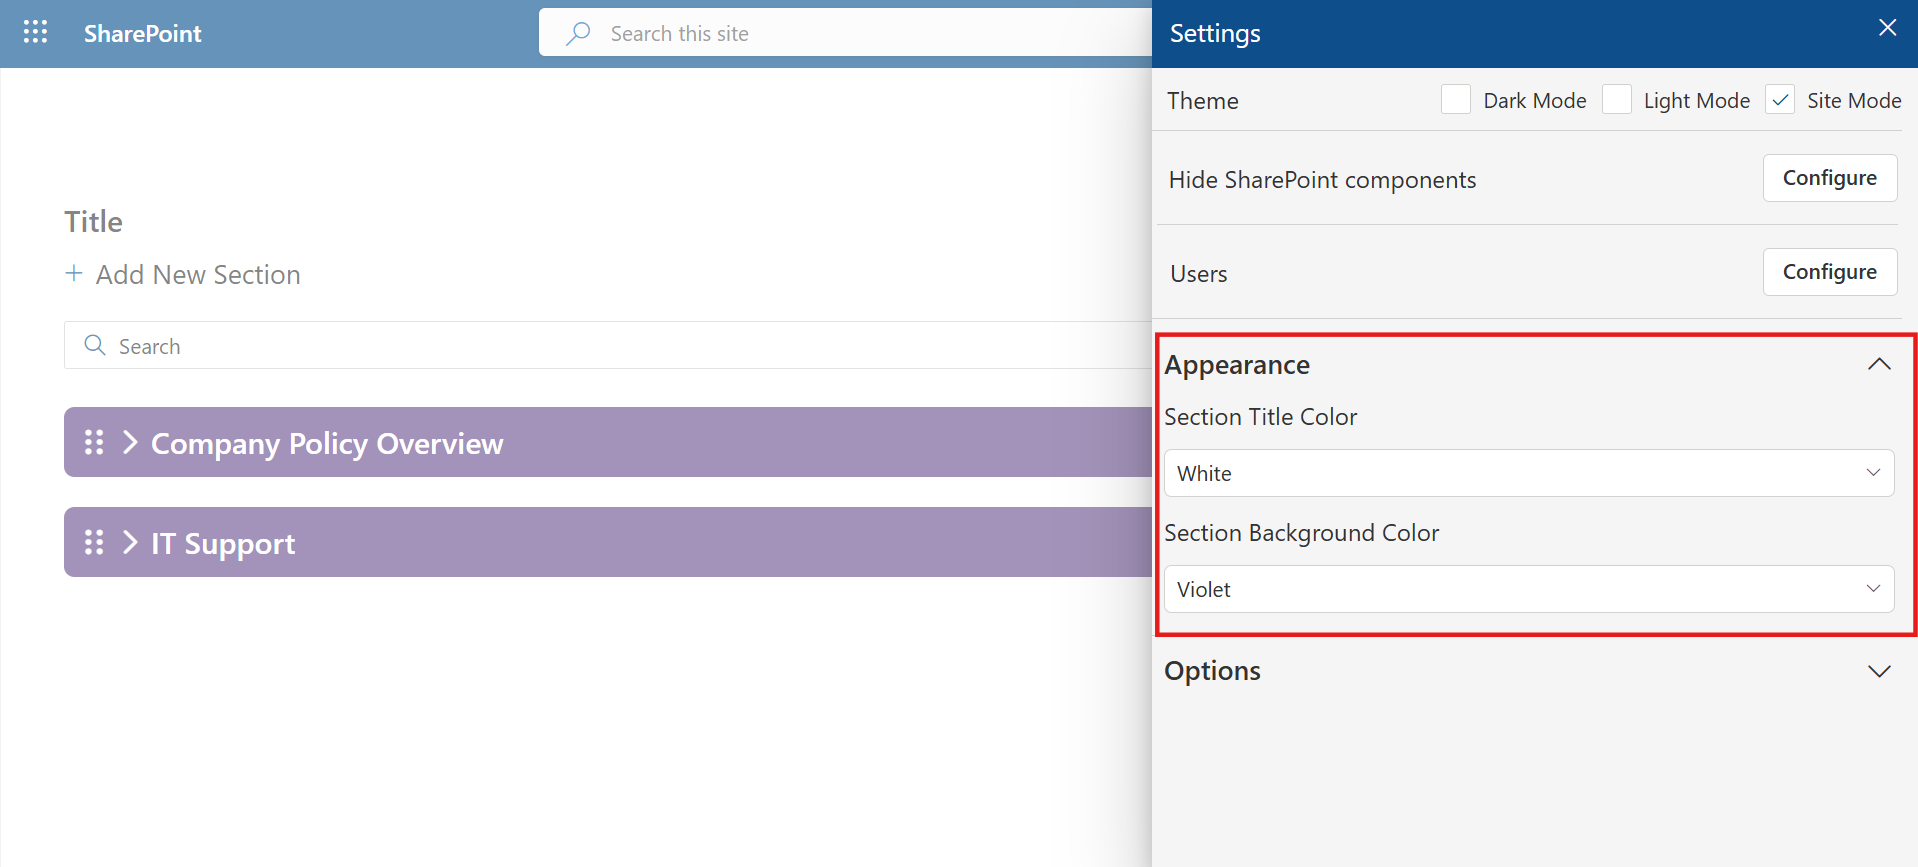 SharePoint
Search this site
Settings
Theme
Dark Mode
Light Mode
Site Mode
Hide SharePoint components
Configure
Users
Configure
Title
+ Add New Section
Search
Company Policy Overview
IT Support
Appearance
Section Title Color
White
Section Background Color
Violet
Options